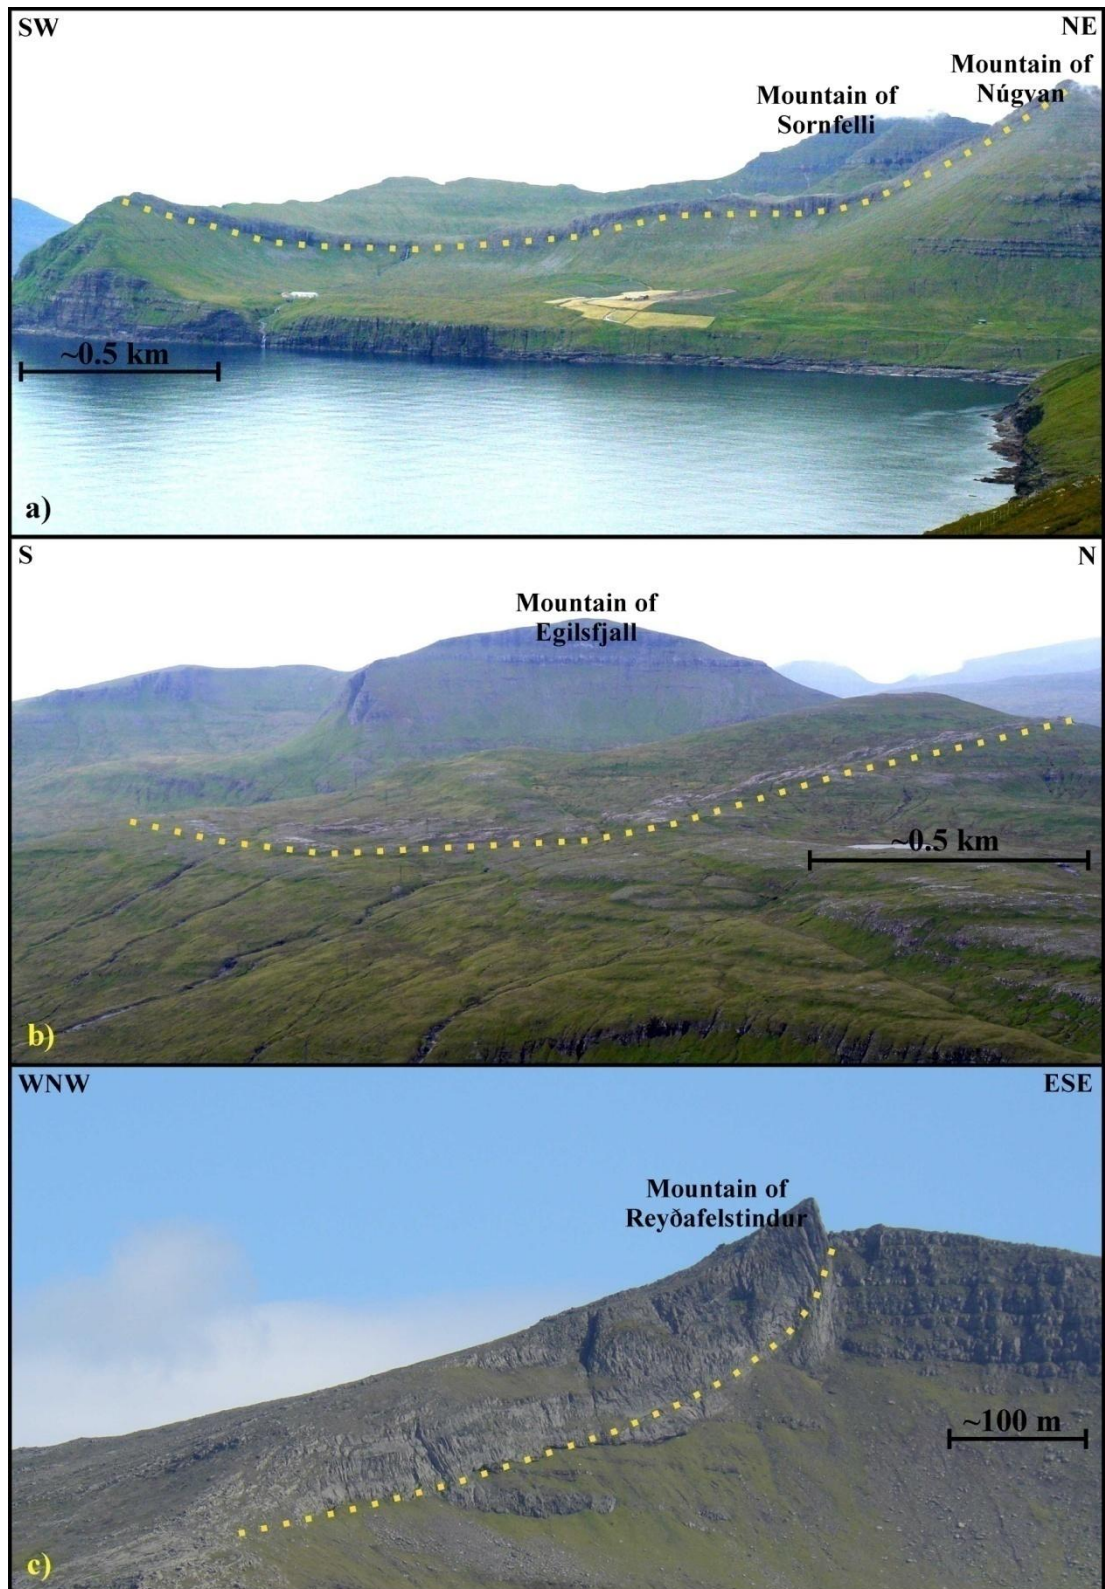 SW
NE
Mountain of
Núgvan
Mountain of
Sornfelli
~0.5 km
a)
S
N
Mountain of
Egilsfjall
~0.5 km
b)
WNW
ESE
Mountain of
Reyðafelstindur
~100 m
c)